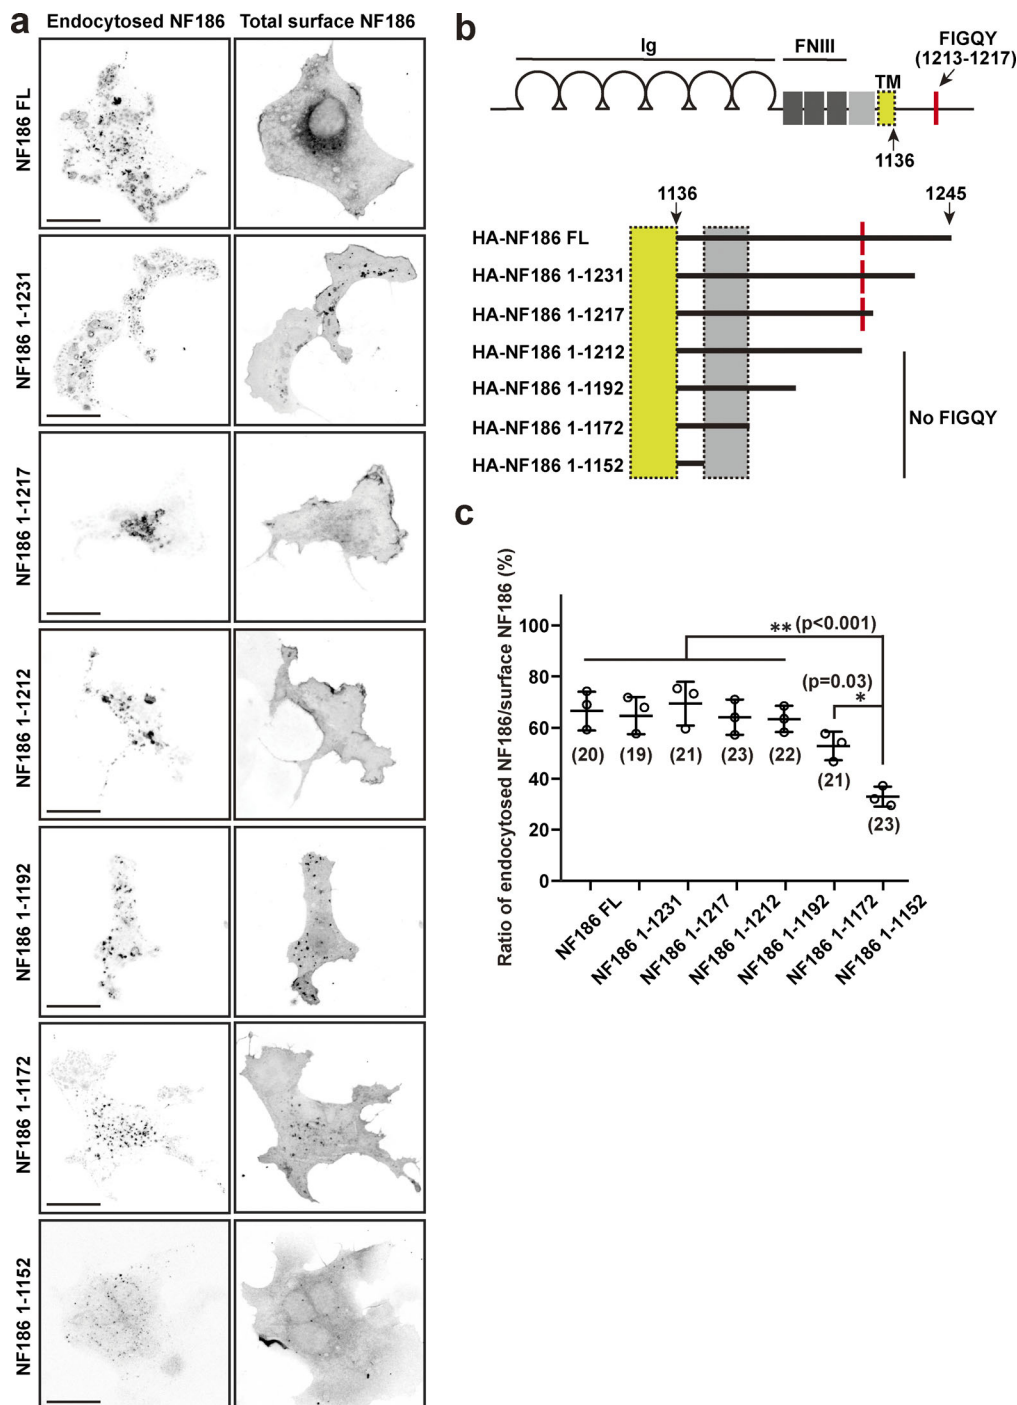 a
Endocytosed NF186
Total surface NF186
NF186 FL
NF186 1-1231
NF186 1-1217
NF186 1-1212
NF186 1-1192
NF186 1-1172
NF186 1-1152
b
Ig
FNIII
FIGQY
(1213-1217)
TM
1136
1136
1245
HA-NF186 FL
HA-NF186 1-1231
HA-NF186 1-1217
HA-NF186 1-1212
HA-NF186 1-1192
HA-NF186 1-1172
HA-NF186 1-1152
No FIGQY
c
Ratio of endocytosed NF186/surface NF186 (%)
100
80
60
40
20
0
** (p<0.001)
(p=0.03)
*
(20)
(19)
(21)
(23)
(22)
(21)
(23)
NF186 FL
NF186 1-1231
NF186 1-1217
NF186 1-1212
NF186 1-1192
NF186 1-1172
NF186 1-1152